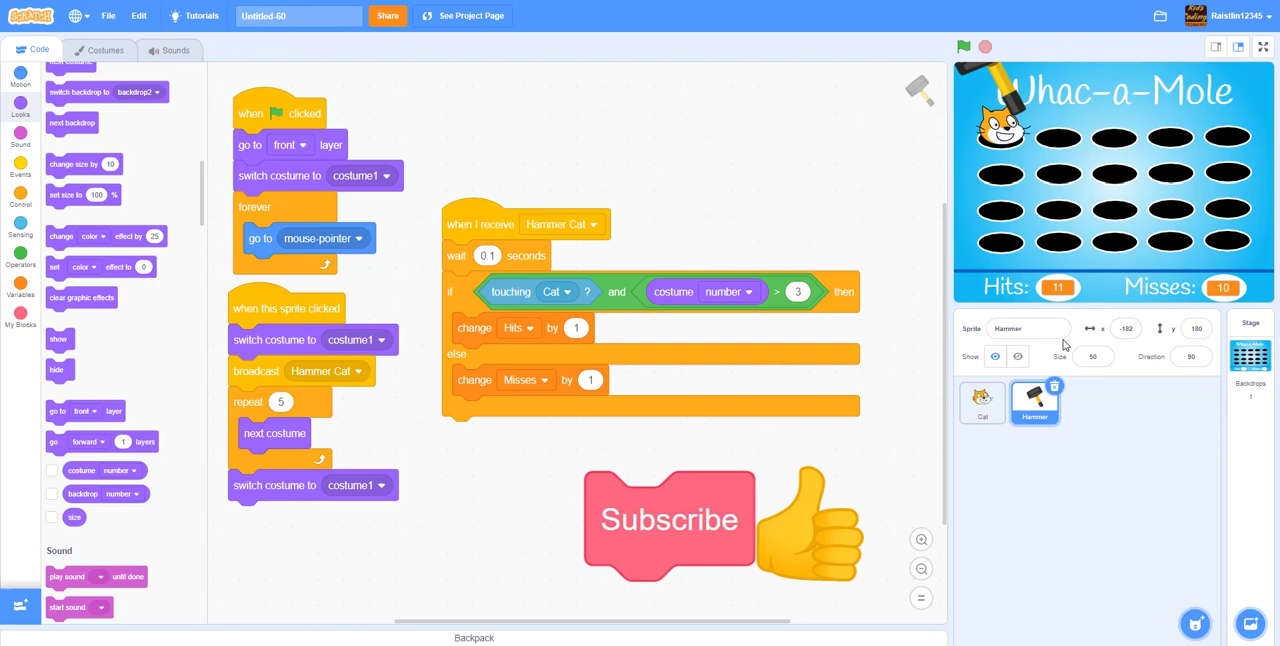 SCRATCH File Edit Tutorials Untitled-60 Share See Project Page Raistlin12345
Code Costumes Sounds
Motion
Looks
Sound
Events
Control
Sensing
Operators
Variables
My Blocks
next costume
switch backdrop to backdrop2
next backdrop
change size by 10
set size to 100 %
change color effect by 25
set color effect to 0
clear graphic effects
show
hide
go to front layer
go forward 1 layers
costume number
backdrop number
size
Sound
play sound until done
start sound
when clicked
go to front layer
switch costume to costume1
forever
go to mouse-pointer
when this sprite clicked
switch costume to costume1
broadcast Hammer Cat
repeat 5
next costume
switch costume to costume1
when I receive Hammer Cat
wait 0.1 seconds
if touching Cat ? and costume number > 3 then
change Hits by 1
else
change Misses by 1
Subscribe
Backpack
Whac-a-Mole
Hits: 11 Misses: 10
Sprite Hammer x -182 y 180
Show Size 50 Direction 90
Cat
Hammer
Stage
Backdrops
1